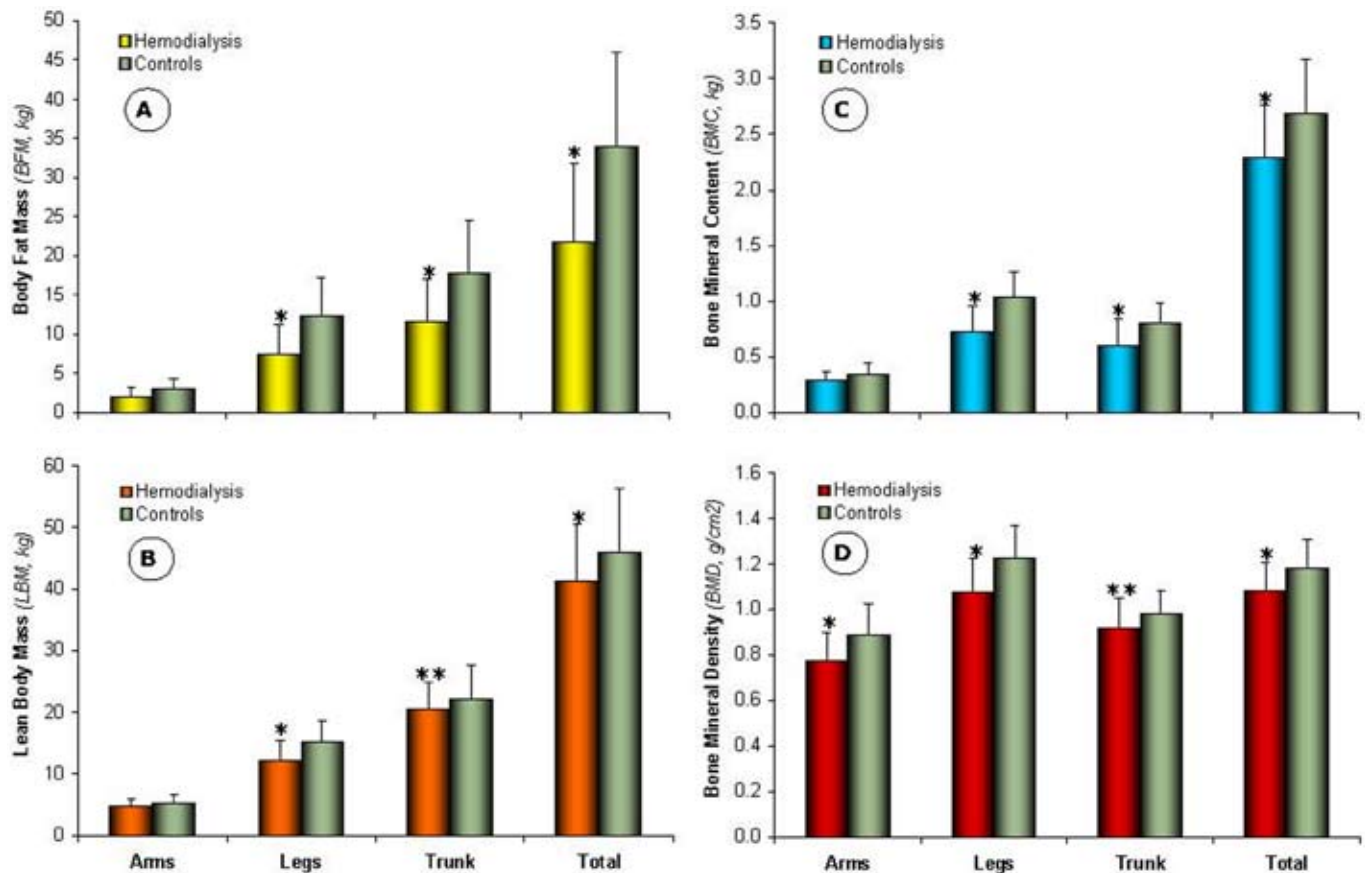 Body Fat Mass (BFM, kg)
50
45
40
35
30
25
20
15
10
5
0
Hemodialysis
Controls
A
*
*
*
Bone Mineral Content (BMC, kg)
3.5
3.0
2.5
2.0
1.5
1.0
0.5
0.0
Hemodialysis
Controls
C
*
*
*
Lean Body Mass (LBM, kg)
60
50
40
30
20
10
0
Hemodialysis
Controls
B
*
**
*
Arms Legs Trunk Total
Bone Mineral Density (BMD, g/cm2)
1.6
1.4
1.2
1.0
0.8
0.6
0.4
0.2
0.0
Hemodialysis
Controls
D
*
*
**
*
Arms Legs Trunk Total